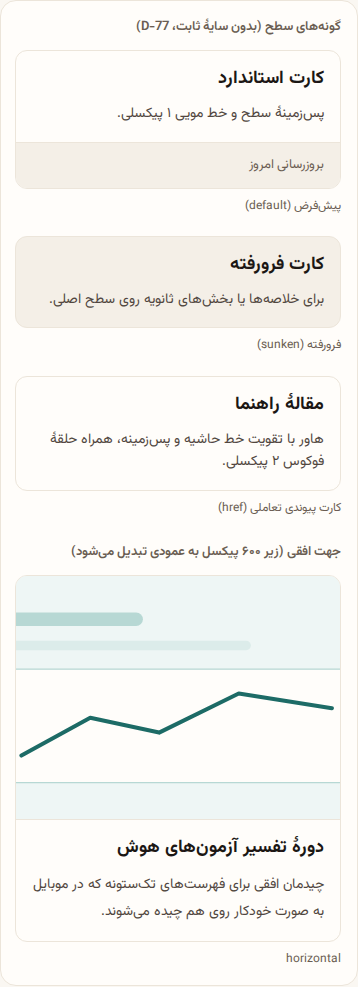 گونه‌های سطح (بدون سایهٔ ثابت، D-77)
کارت استاندارد
پس‌زمینهٔ سطح و خط مویی ۱ پیکسلی.
بروزرسانی امروز
پیش‌فرض (default)
کارت فرورفته
برای خلاصه‌ها یا بخش‌های ثانویه روی سطح اصلی.
فرورفته (sunken)
مقالهٔ راهنما
هاور با تقویت خط حاشیه و پس‌زمینه، همراه حلقهٔ
فوکوس ۲ پیکسلی.
کارت پیوندی تعاملی (href)
جهت افقی (زیر ۶۰۰ پیکسل به عمودی تبدیل می‌شود)
دورهٔ تفسیر آزمون‌های هوش
چیدمان افقی برای فهرست‌های تک‌ستونه که در موبایل
به صورت خودکار روی هم چیده می‌شوند.
horizontal